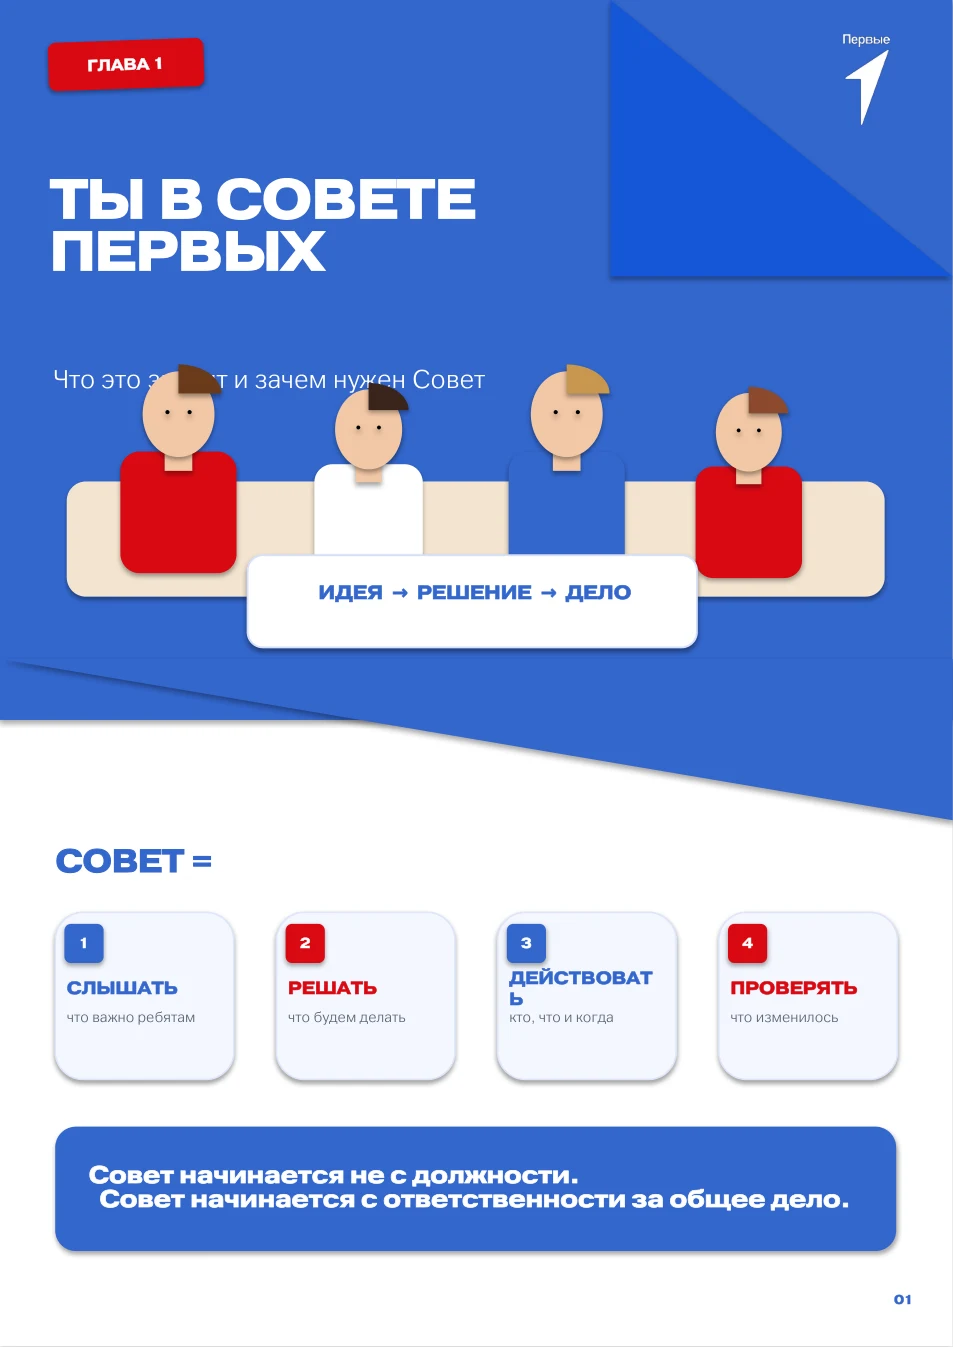 Первые
ГЛАВА 1
ТЫ В СОВЕТЕ
ПЕРВЫХ
Что это и зачем нужен Совет
ИДЕЯ → РЕШЕНИЕ → ДЕЛО
СОВЕТ =
1
СЛЫШАТЬ
что важно ребятам
2
РЕШАТЬ
что будем делать
3
ДЕЙСТВОВАТ
Ь
кто, что и когда
4
ПРОВЕРЯТЬ
что изменилось
Совет начинается не с должности.
Совет начинается с ответственности за общее дело.
01